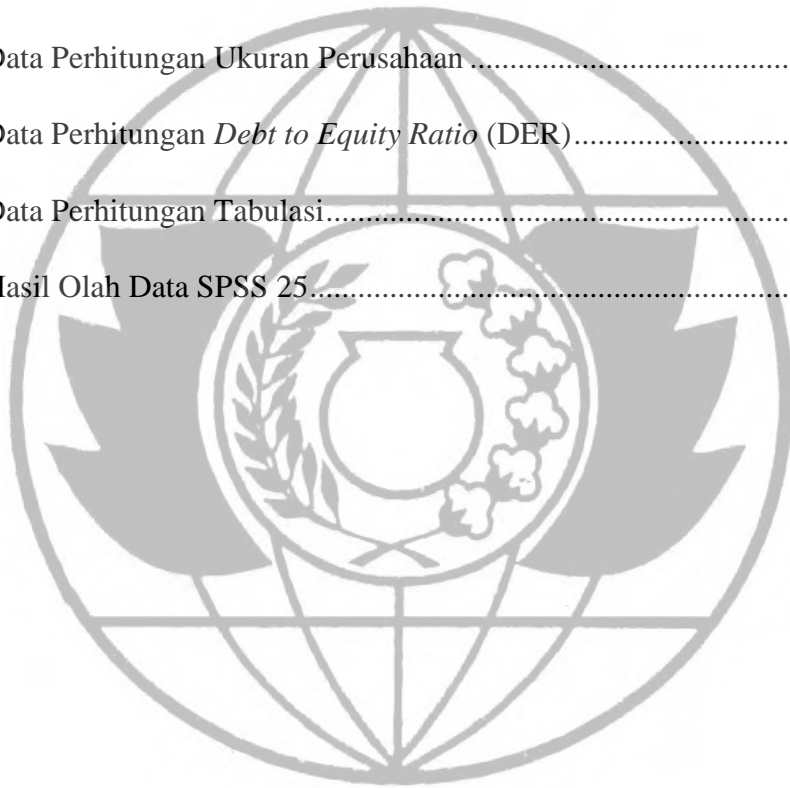 Data Perhitungan Ukuran Perusahaan ........................................
Data Perhitungan Debt to Equity Ratio (DER)...........................
Data Perhitungan Tabulasi..........................................................
Hasil Olah Data SPSS 25............................................................